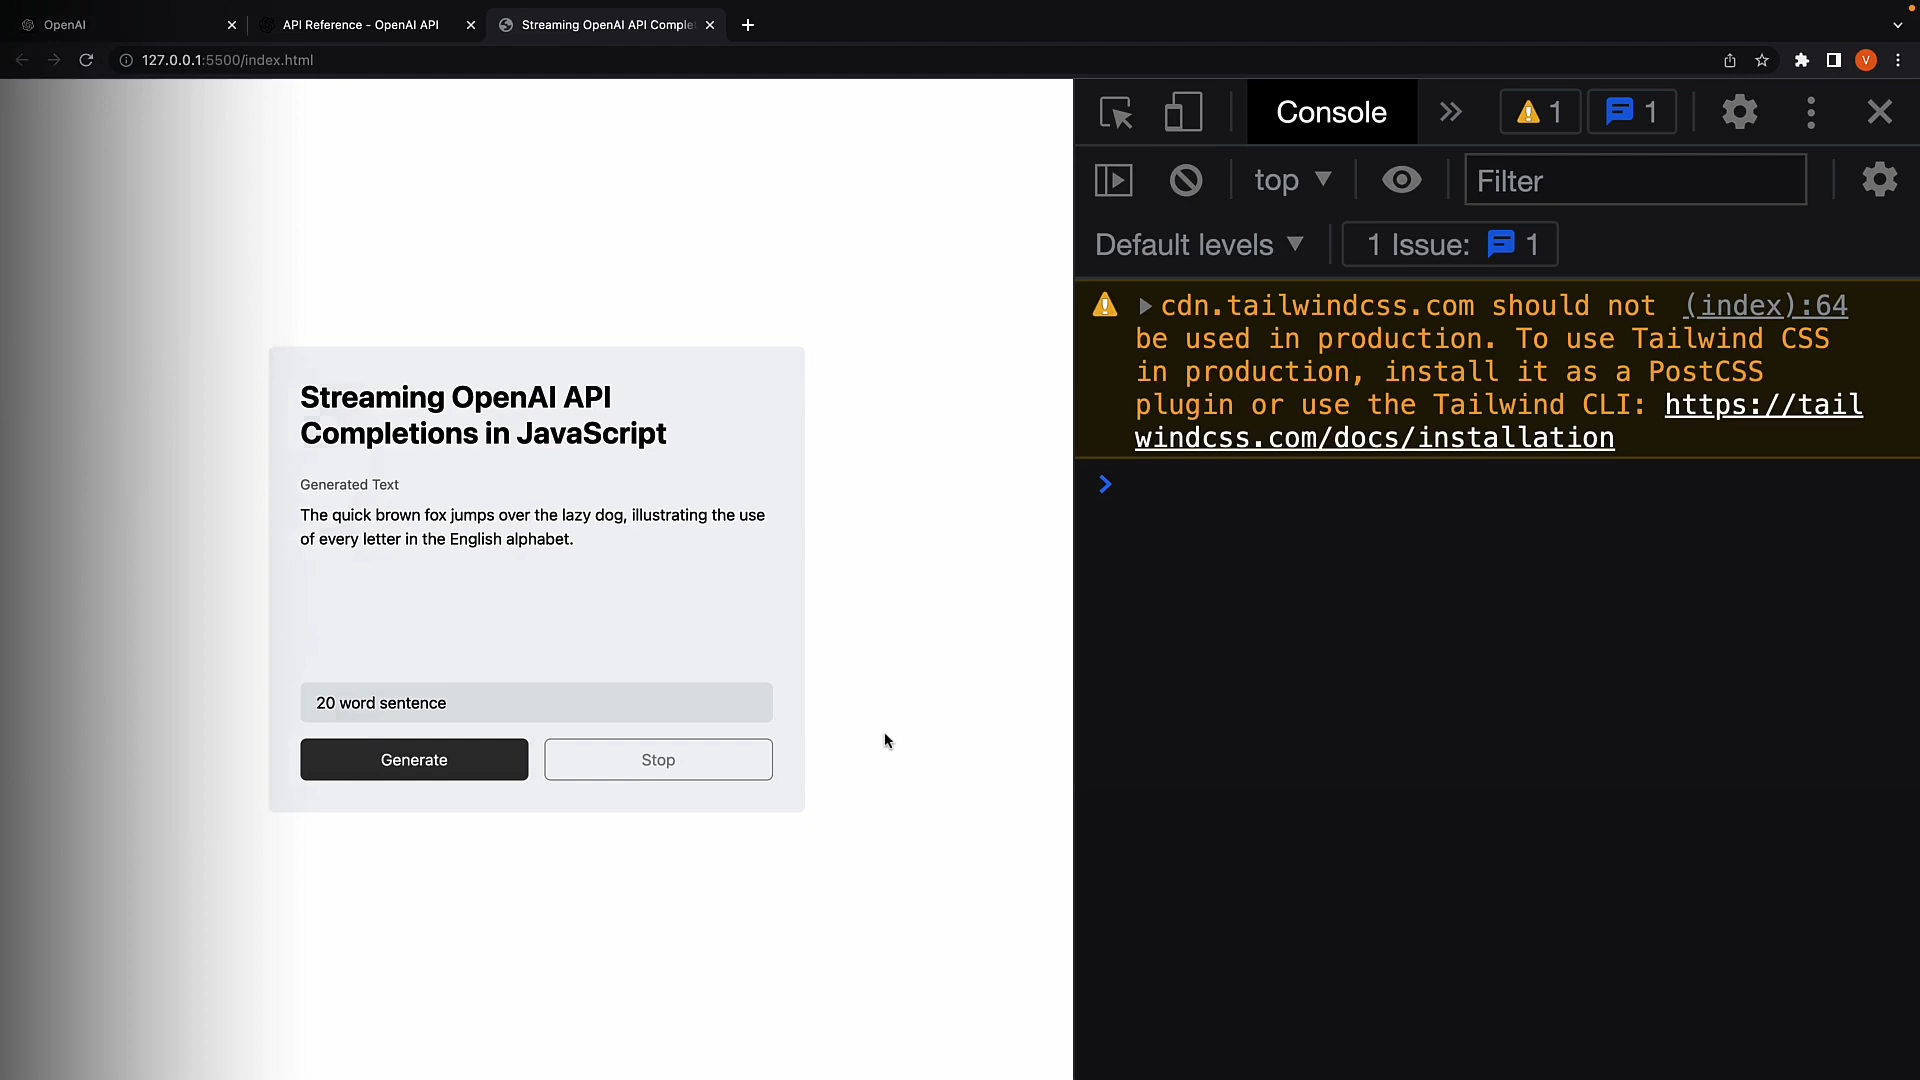 OpenAI
API Reference - OpenAI API
Streaming OpenAI API Comple
127.0.0.1:5500/index.html
V
Console
1
1
top
Filter
Default levels
1 Issue: 1
cdn.tailwindcss.com should not (index):64
be used in production. To use Tailwind CSS
in production, install it as a PostCSS
plugin or use the Tailwind CLI: https://tail
windcss.com/docs/installation
Streaming OpenAI API
Completions in JavaScript
Generated Text
The quick brown fox jumps over the lazy dog, illustrating the use
of every letter in the English alphabet.
20 word sentence
Generate
Stop